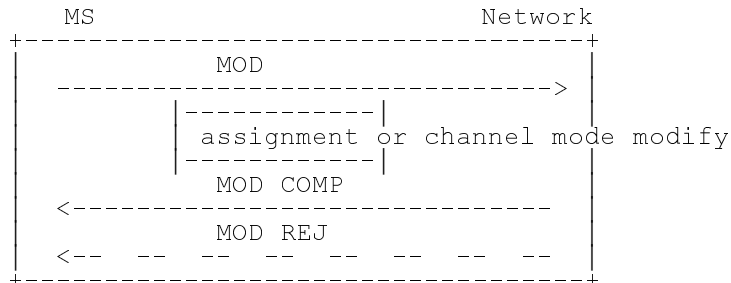 MS Network
MOD
assignment or channel mode modify
MOD COMP
MOD REJ